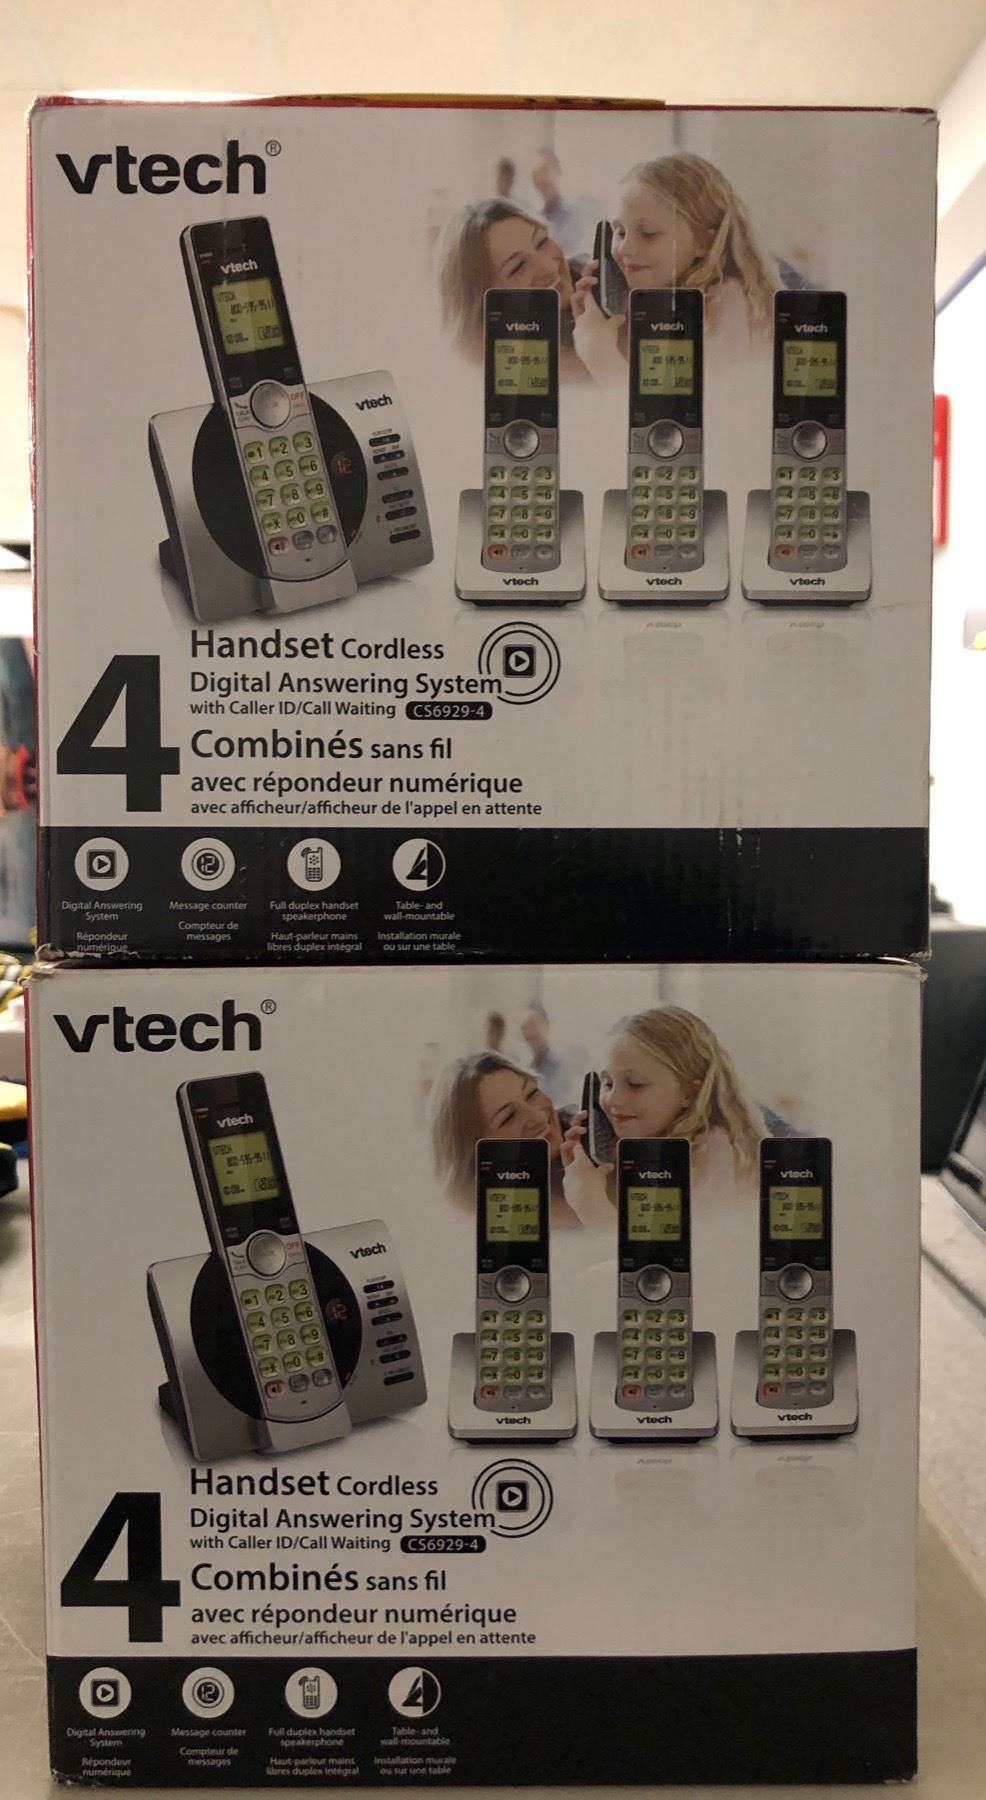 vtech®
vtech
vtech
vtech
vtech
vtech
vtech
vtech
vtech
12
Handset Cordless
Digital Answering System
with Caller ID/Call Waiting CS6929-4
4
Combinés sans fil
avec répondeur numérique
avec afficheur/afficheur de l'appel en attente
Digital Answering
System
Répondeur
numérique
Message counter
Compteur de
messages
Full duplex handset
speakerphone
Haut-parleur mains
libres duplex intégral
Table- and
wall-mountable
Installation murale
ou sur une table
vtech®
vtech
vtech
vtech
vtech
vtech
vtech
vtech
vtech
12
Handset Cordless
Digital Answering System
with Caller ID/Call Waiting CS6929-4
4
Combinés sans fil
avec répondeur numérique
avec afficheur/afficheur de l'appel en attente
Digital Answering
System
Répondeur
numérique
Message counter
Compteur de
messages
Full duplex handset
speakerphone
Haut-parleur mains
libres duplex intégral
Table- and
wall-mountable
Installation murale
ou sur une table